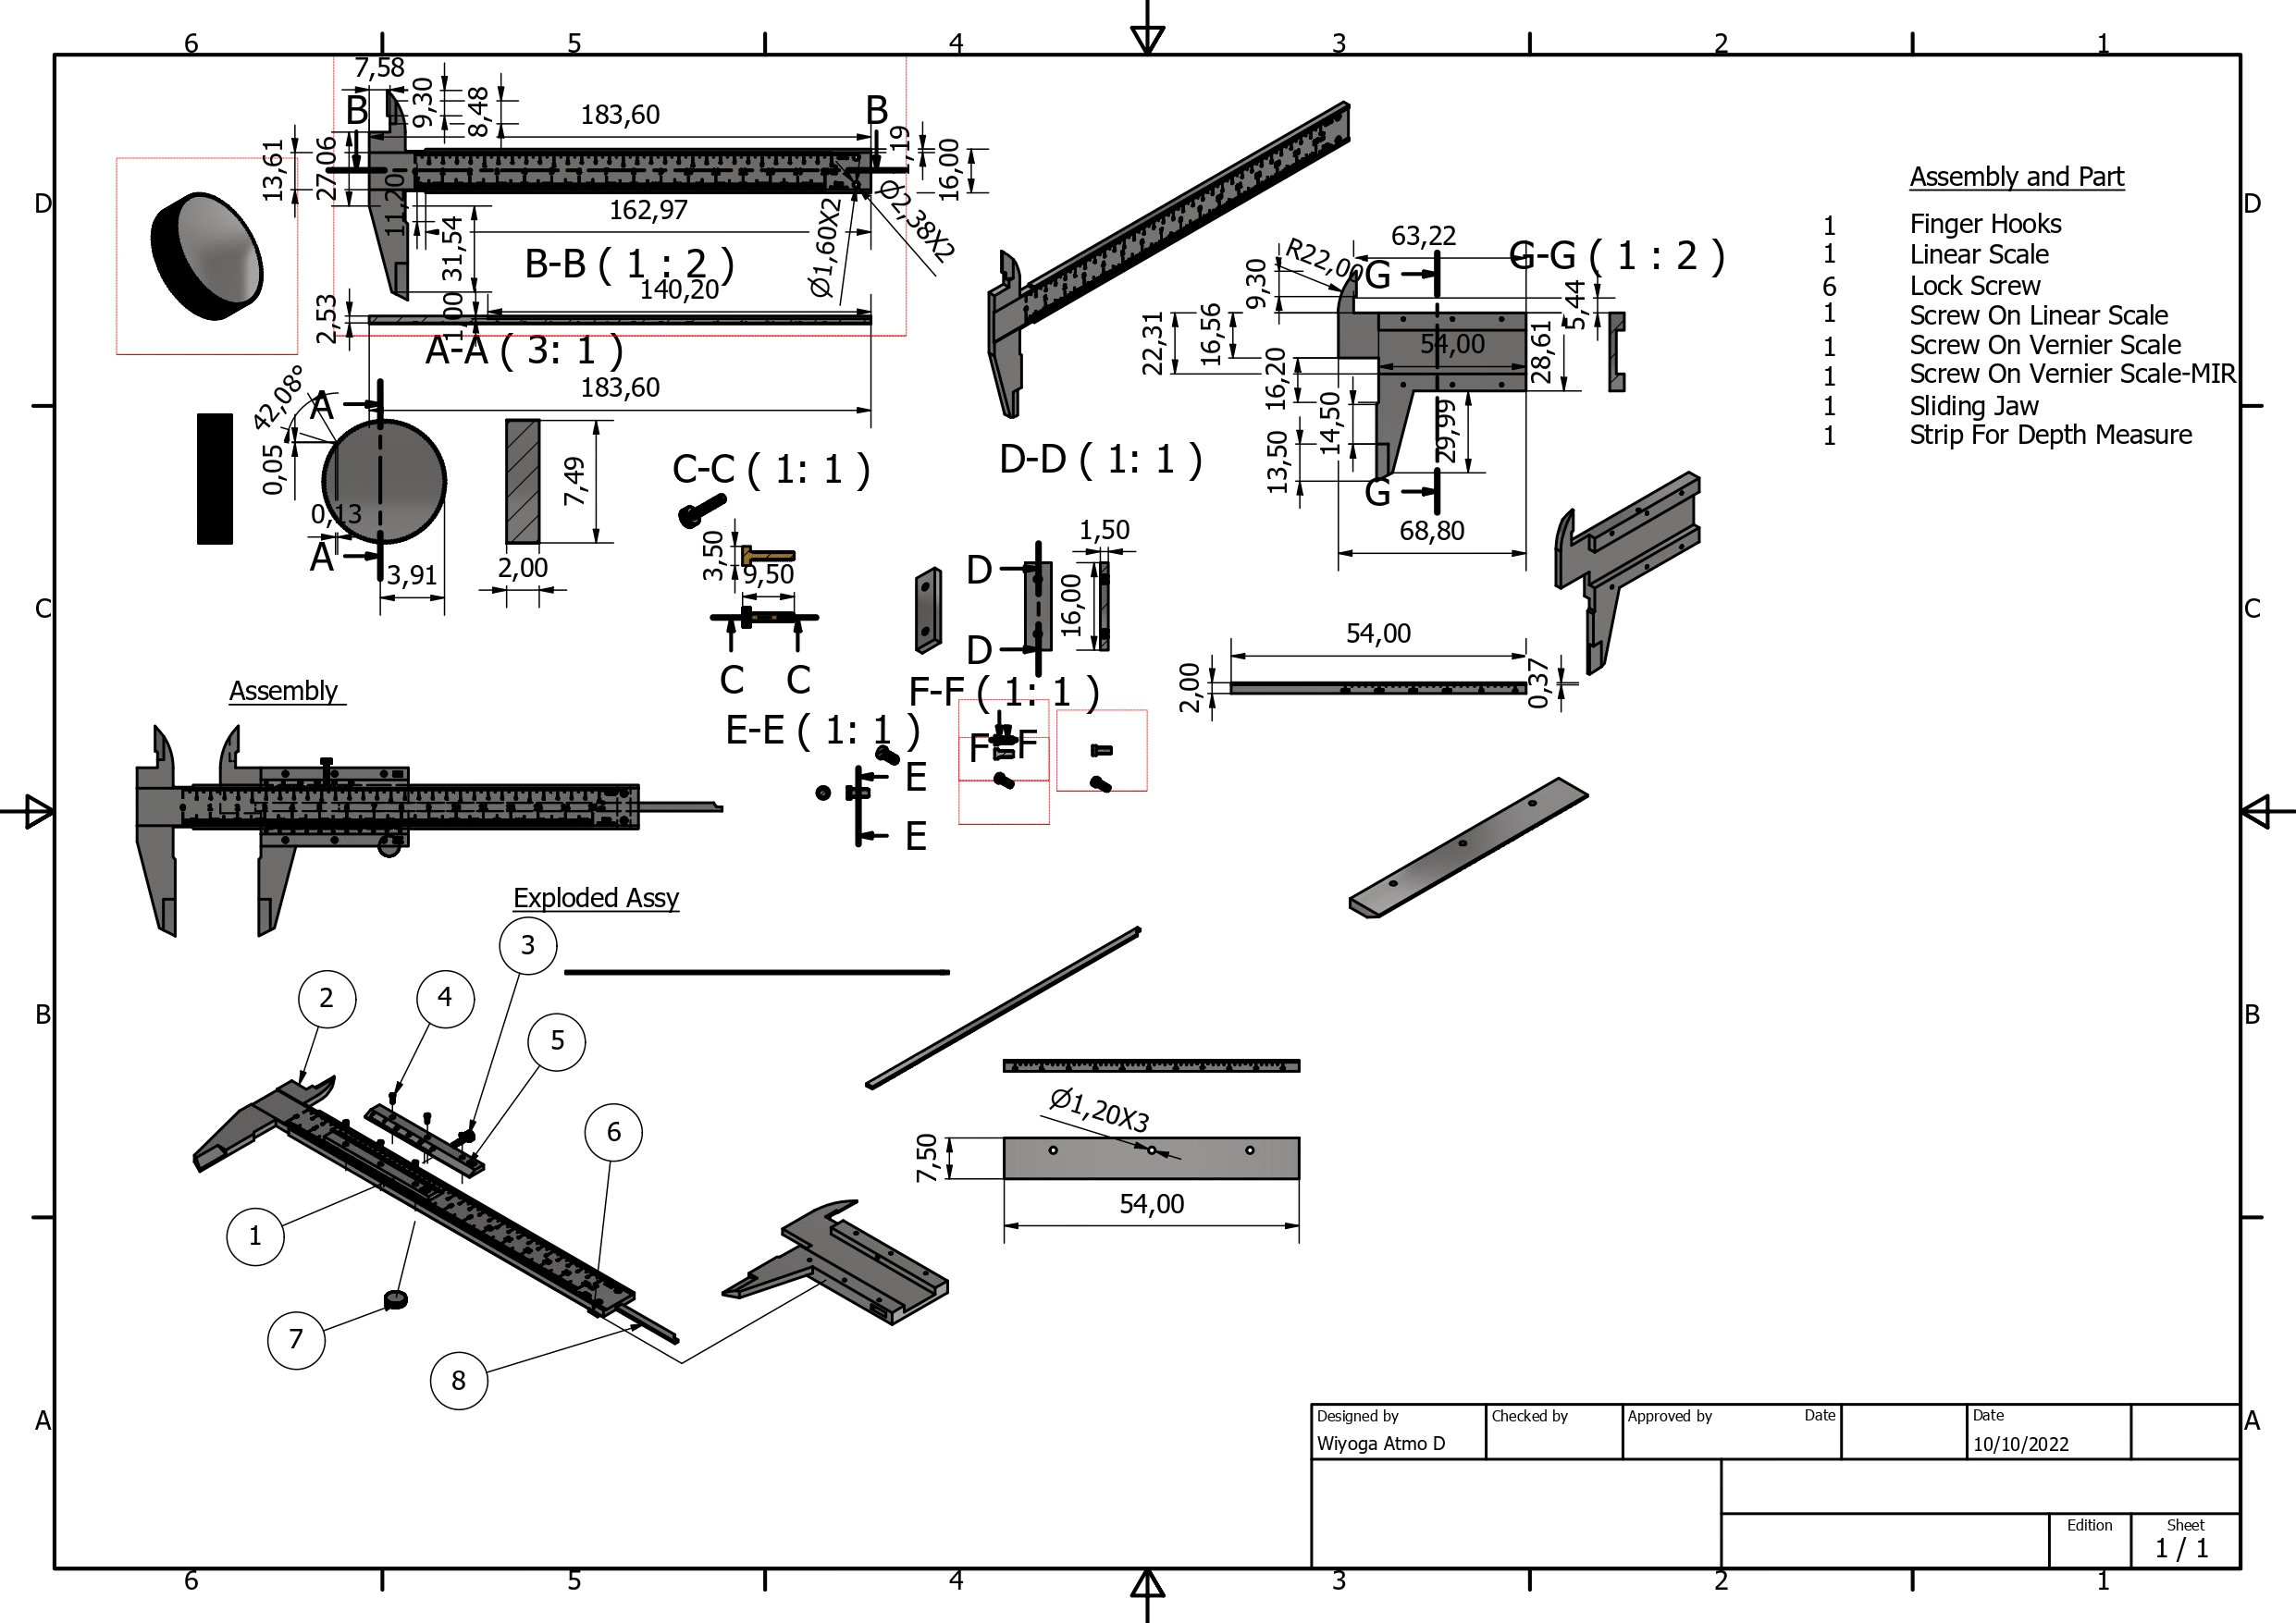 6 5 4 3 2 1
D
C
B
A
7,58
9,30
8,48
B
183,60
B
13,61
27,06
11,20
31,54
162,97
16,00
Ø2,38X2
Ø1,60X2
B-B ( 1 : 2 )
140,20
2,53
1,00
A-A ( 3: 1 )
183,60
42,08°
A
0,05
0,13
A
3,91
2,00
7,49
C-C ( 1: 1 )
3,50
9,50
C C
D-D ( 1: 1 )
D
D
1,50
16,00
F-F ( 1: 1 )
E-E ( 1: 1 )
F F
E
E
63,22
R22,00
G
G-G ( 1 : 2 )
9,30
5,44
22,31
16,56
54,00
28,61
16,20
14,50
29,99
13,50
G
68,80
54,00
2,00
0,37
Assembly and Part
1 Finger Hooks
1 Linear Scale
6 Lock Screw
1 Screw On Linear Scale
1 Screw On Vernier Scale
1 Screw On Vernier Scale-MIR
1 Sliding Jaw
1 Strip For Depth Measure
Assembly
Exploded Assy
3
2
4
5
6
1
7
8
Ø1,20X3
7,50
54,00
Designed by
Wiyoga Atmo D
Checked by
Approved by
Date
Date
10/10/2022
Edition
Sheet
1 / 1
D
C
B
A
6 5 4 3 2 1